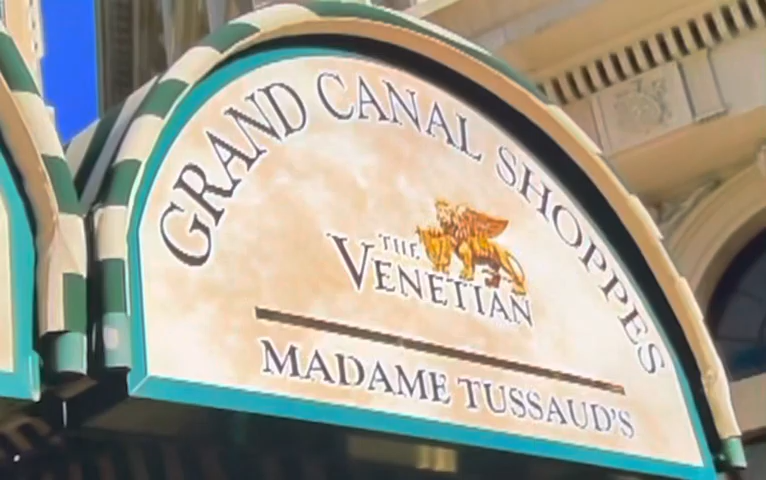 GRAND CANAL SHOPPES
THE
VENETIAN
MADAME TUSSAUD'S